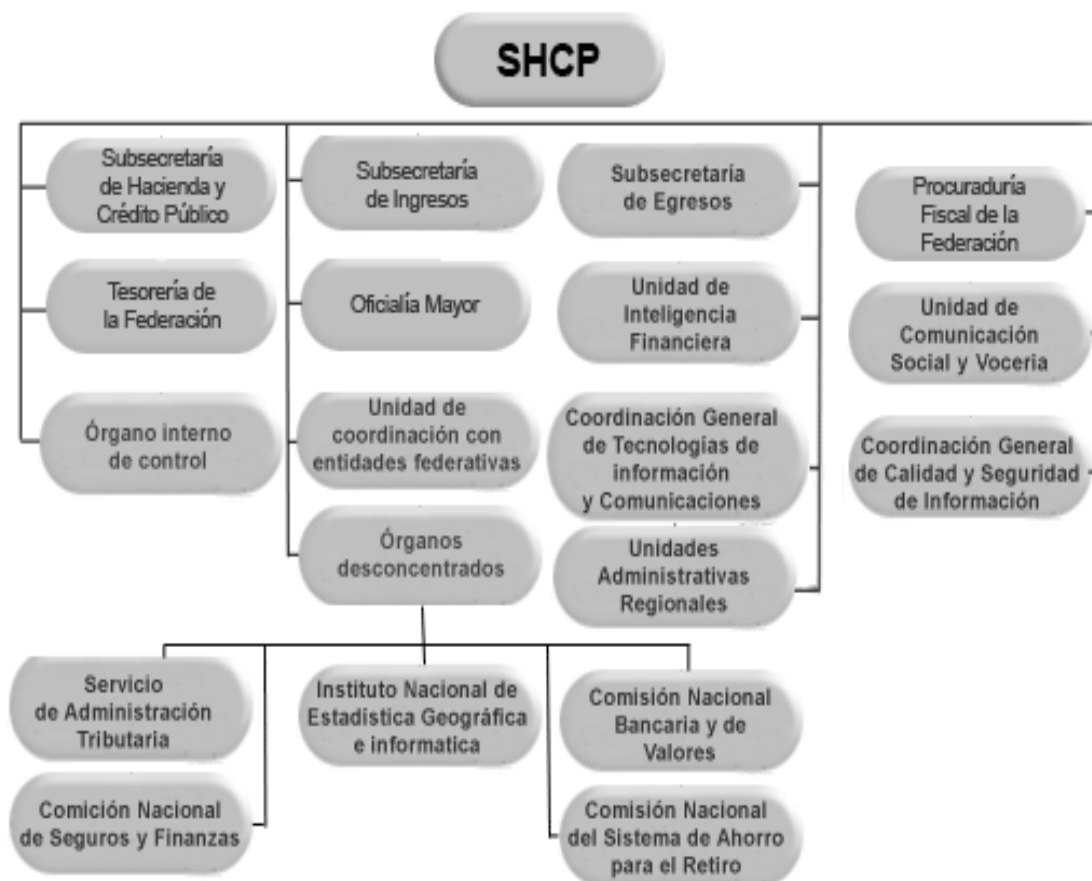 SHCP
Subsecretaría
de Hacienda y
Crédito Público
Tesorería de
la Federación
Órgano interno
de control
Subsecretaría
de Ingresos
Oficialía Mayor
Unidad de
coordinación con
entidades federativas
Órganos
desconcentrados
Subsecretaría
de Egresos
Unidad de
Inteligencia
Financiera
Coordinación General
de Tecnologías de
información
y Comunicaciones
Unidades
Administrativas
Regionales
Procuraduría
Fiscal de la
Federación
Unidad de
Comunicación
Social y Voceria
Coordinación General
de Calidad y Seguridad
de Información
Servicio
de Administración
Tributaria
Comición Nacional
de Seguros y Finanzas
Instituto Nacional de
Estadística Geográfica
e informatica
Comisión Nacional
Bancaria y de
Valores
Comisión Nacional
del Sistema de Ahorro
para el Retiro